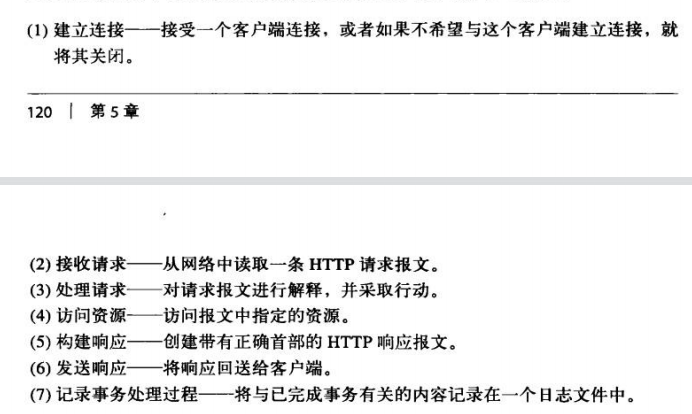 (1) 建立连接——接受一个客户端连接，或者如果不希望与这个客户端建立连接，就
将其关闭。
120 | 第 5 章
(2) 接收请求——从网络中读取一条 HTTP 请求报文。
(3) 处理请求——对请求报文进行解释，并采取行动。
(4) 访问资源——访问报文中指定的资源。
(5) 构建响应——创建带有正确首部的 HTTP 响应报文。
(6) 发送响应——将响应回送给客户端。
(7) 记录事务处理过程——将与已完成事务有关的内容记录在一个日志文件中。